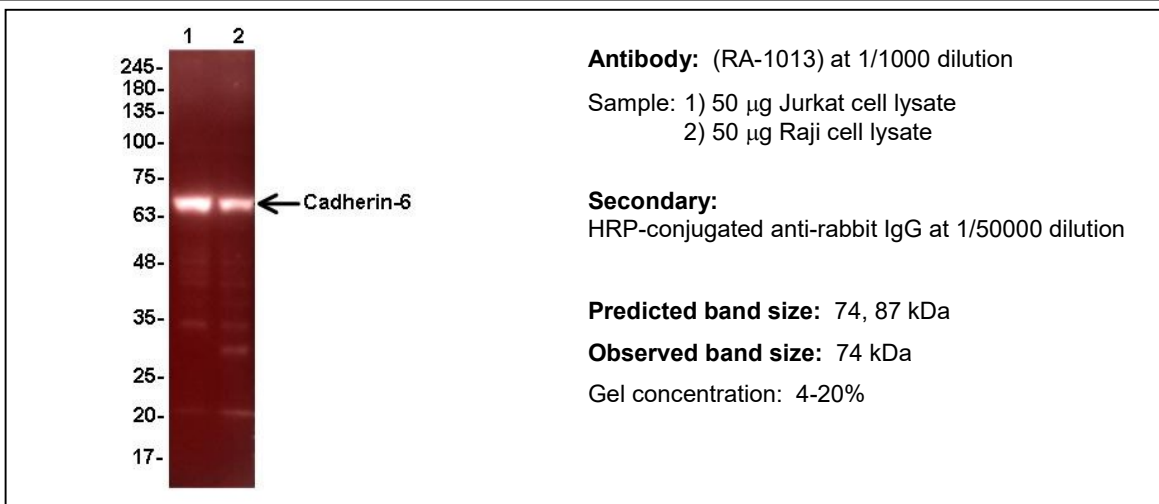 1 2
245-
180-
135-
100-
75-
63-
48-
35-
25-
20-
17-
Cadherin-6
Antibody: (RA-1013) at 1/1000 dilution
Sample: 1) 50 μg Jurkat cell lysate
2) 50 μg Raji cell lysate
Secondary:
HRP-conjugated anti-rabbit IgG at 1/50000 dilution
Predicted band size: 74, 87 kDa
Observed band size: 74 kDa
Gel concentration: 4-20%